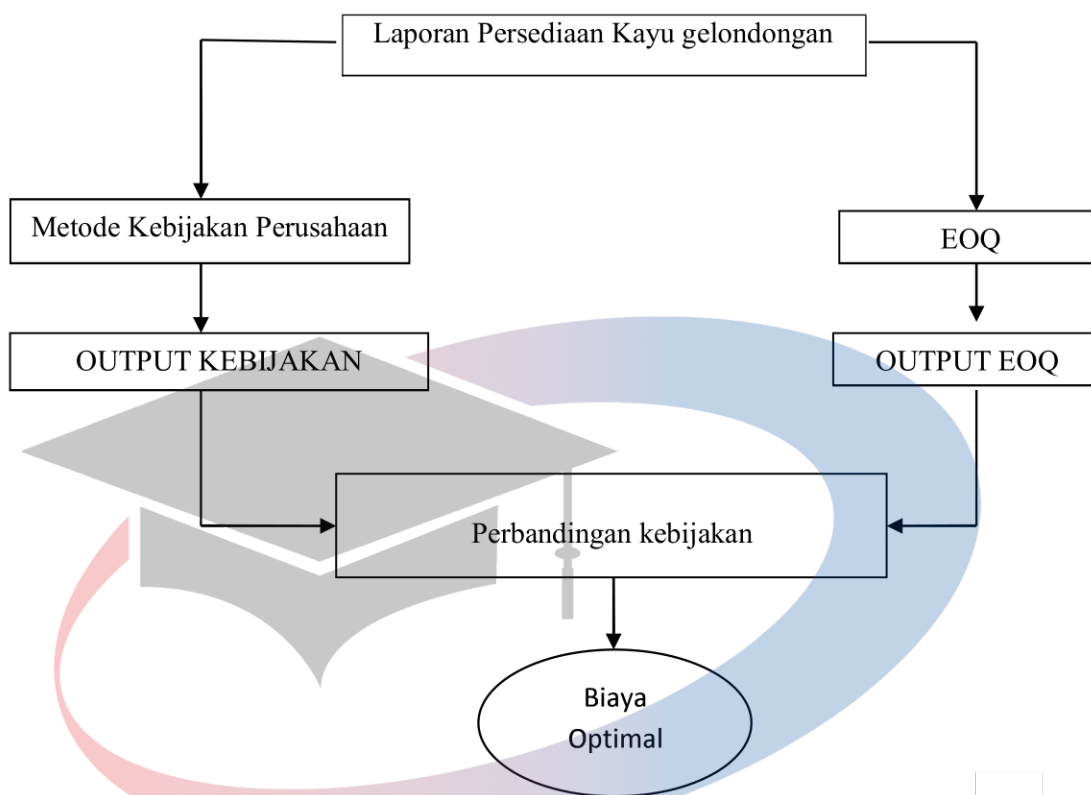 Laporan Persediaan Kayu gelondongan
Metode Kebijakan Perusahaan
EOQ
OUTPUT KEBIJAKAN
OUTPUT EOQ
Perbandingan kebijakan
Biaya
Optimal